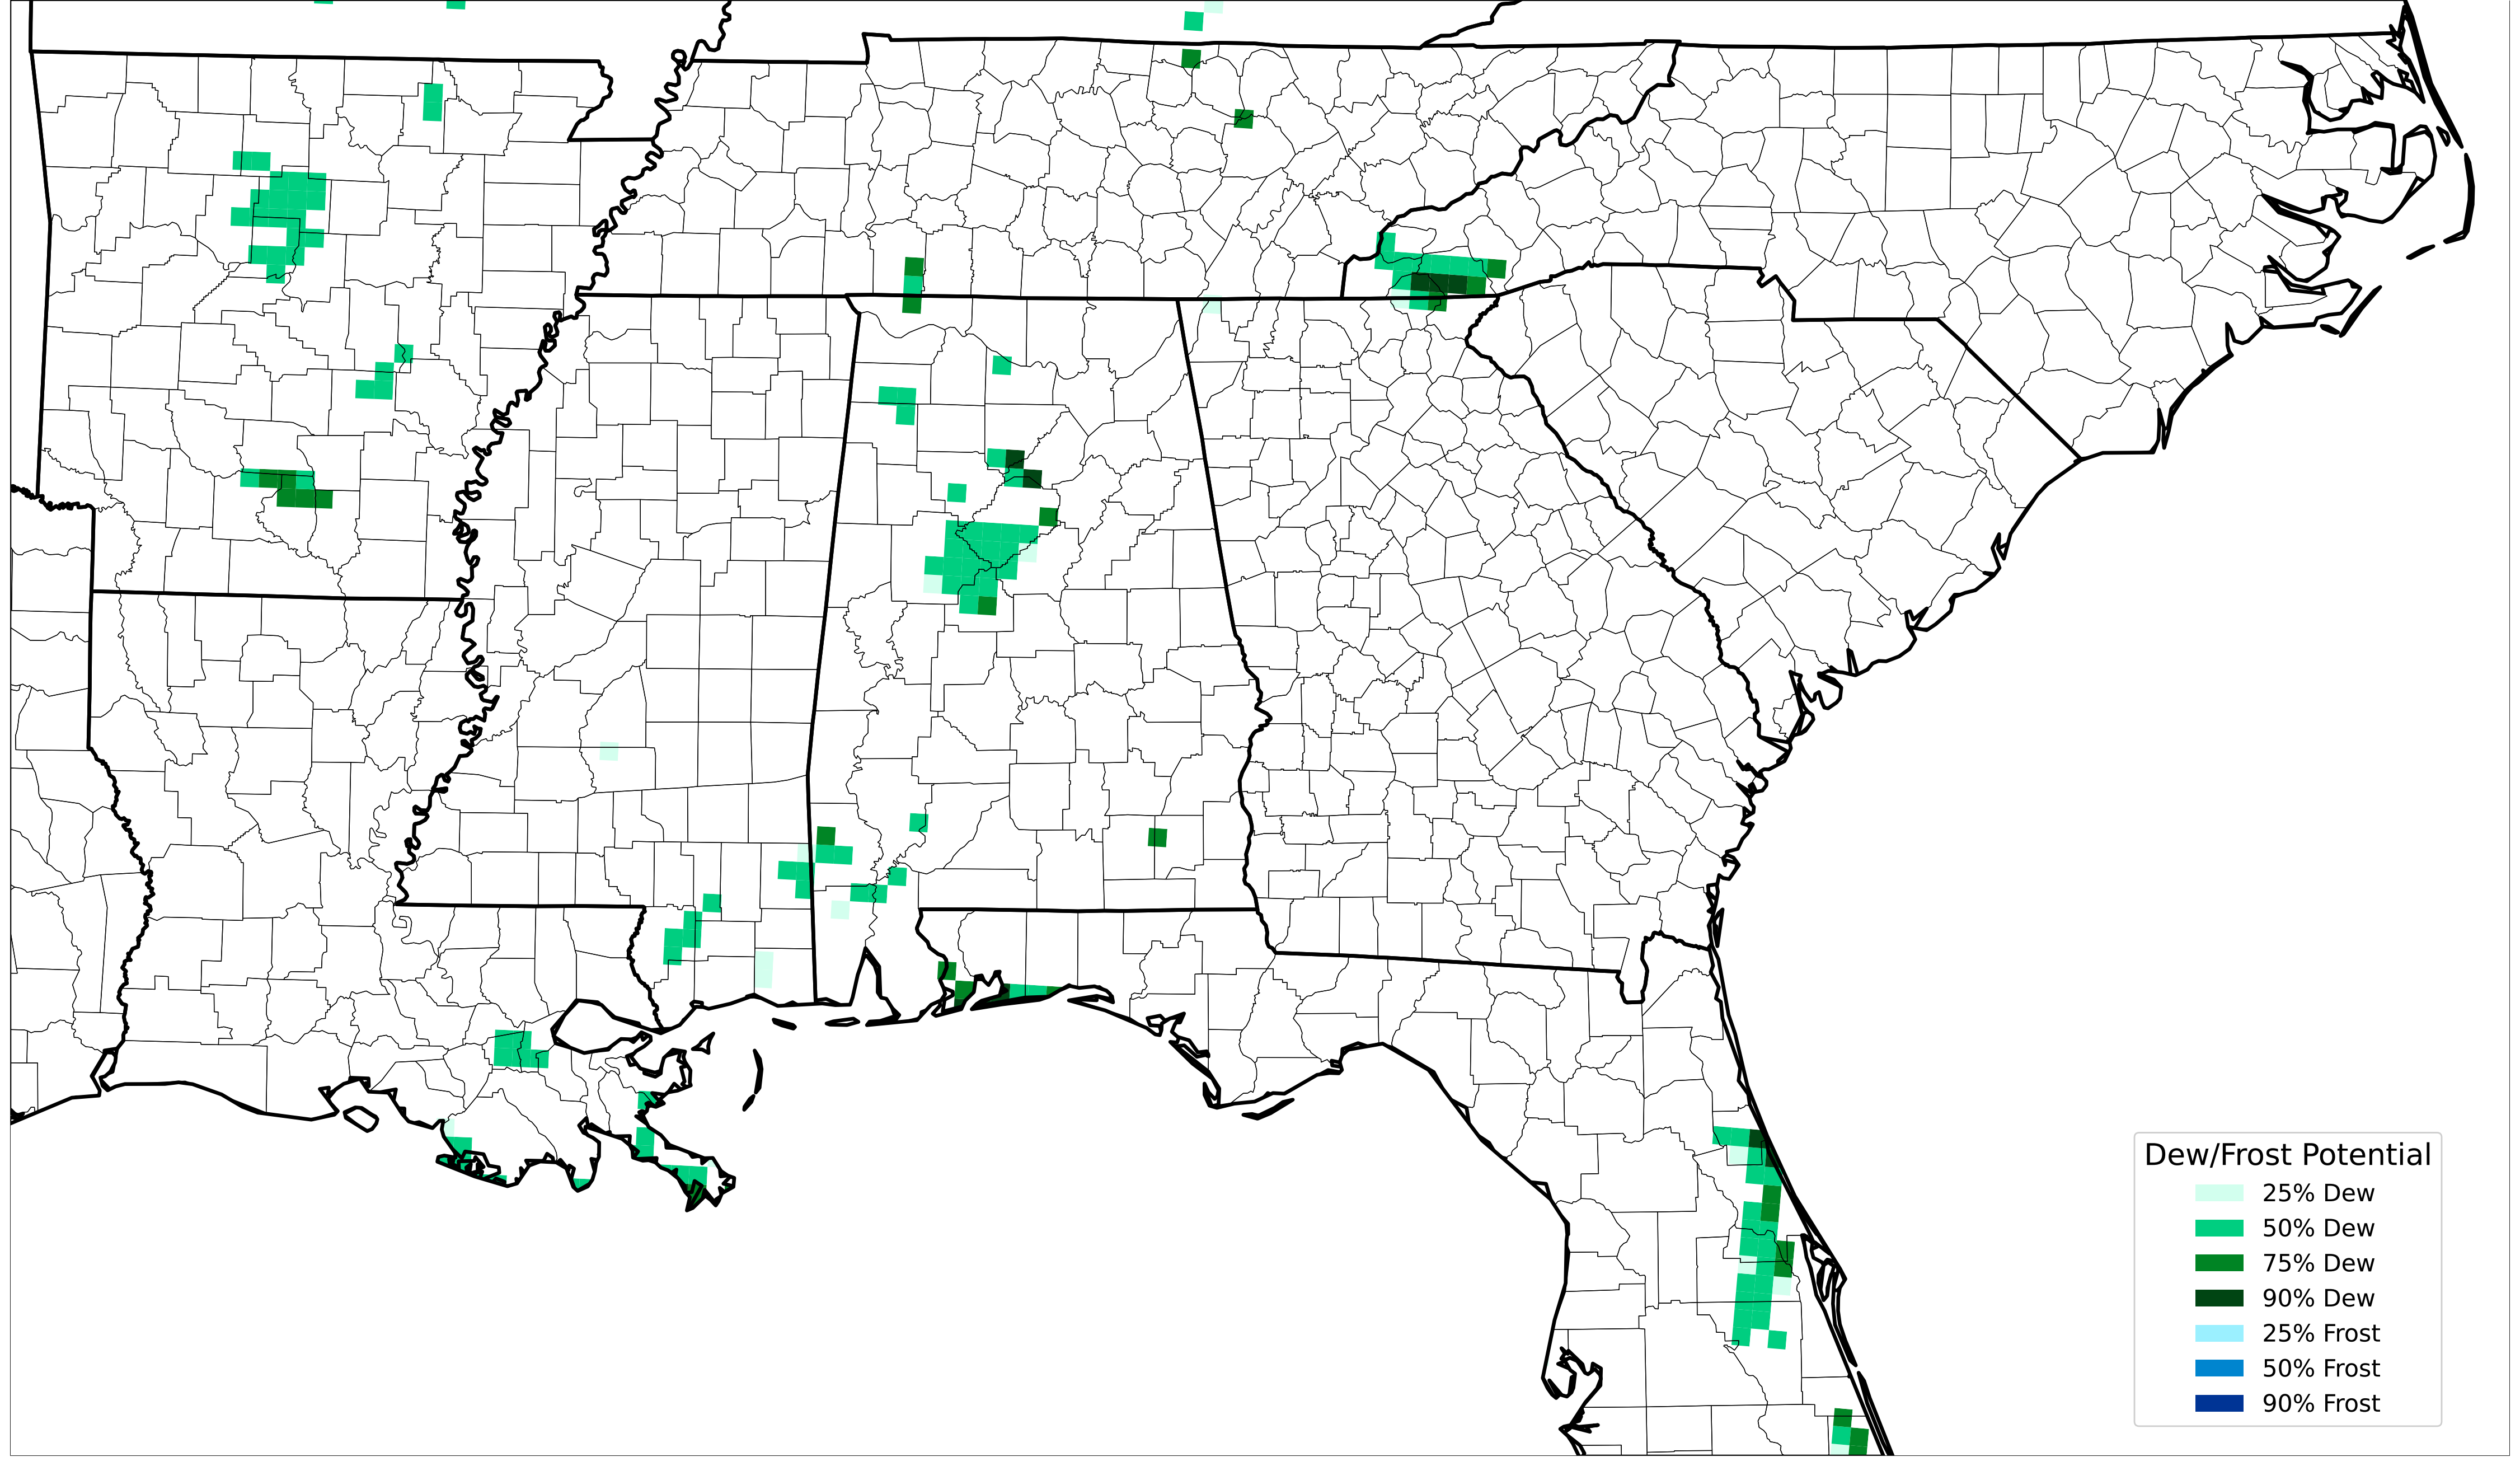 Dew/Frost Potential
25% Dew
50% Dew
75% Dew
90% Dew
25% Frost
50% Frost
90% Frost